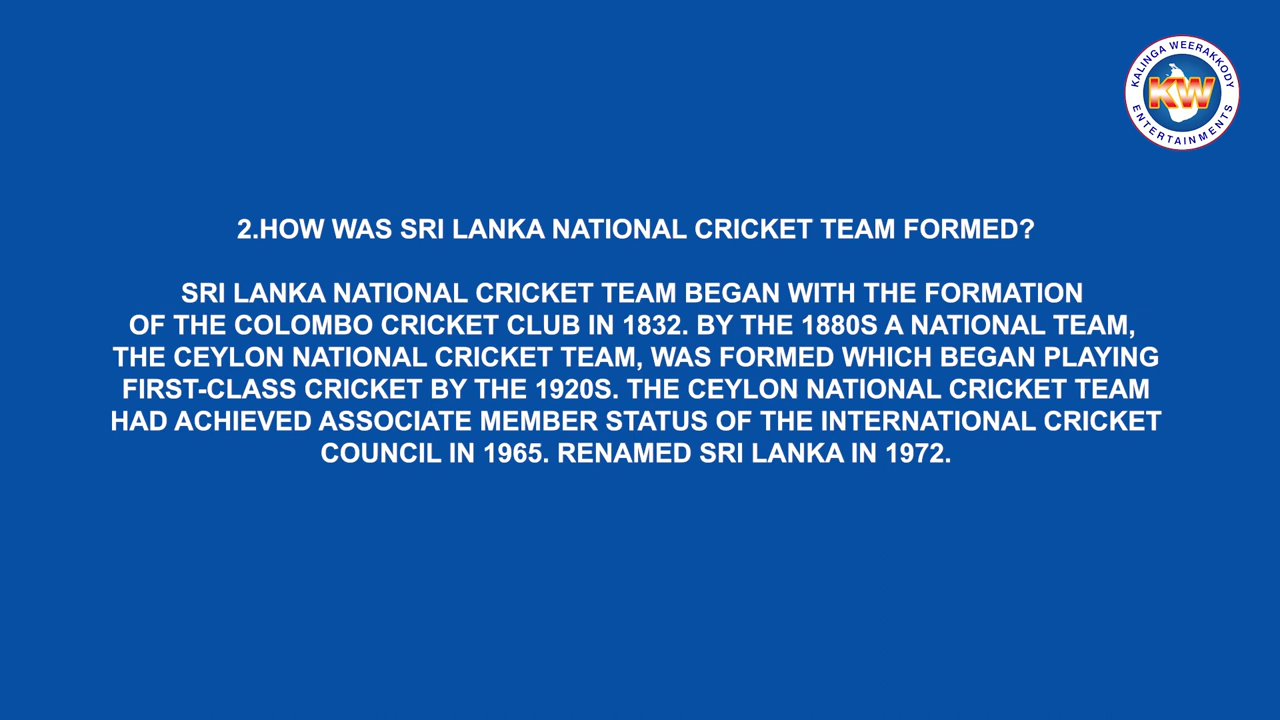 KALINGA WEERAKKODY
KW
ENTERTAINMENTS
2.HOW WAS SRI LANKA NATIONAL CRICKET TEAM FORMED?
SRI LANKA NATIONAL CRICKET TEAM BEGAN WITH THE FORMATION
OF THE COLOMBO CRICKET CLUB IN 1832. BY THE 1880S A NATIONAL TEAM,
THE CEYLON NATIONAL CRICKET TEAM, WAS FORMED WHICH BEGAN PLAYING
FIRST-CLASS CRICKET BY THE 1920S. THE CEYLON NATIONAL CRICKET TEAM
HAD ACHIEVED ASSOCIATE MEMBER STATUS OF THE INTERNATIONAL CRICKET
COUNCIL IN 1965. RENAMED SRI LANKA IN 1972.